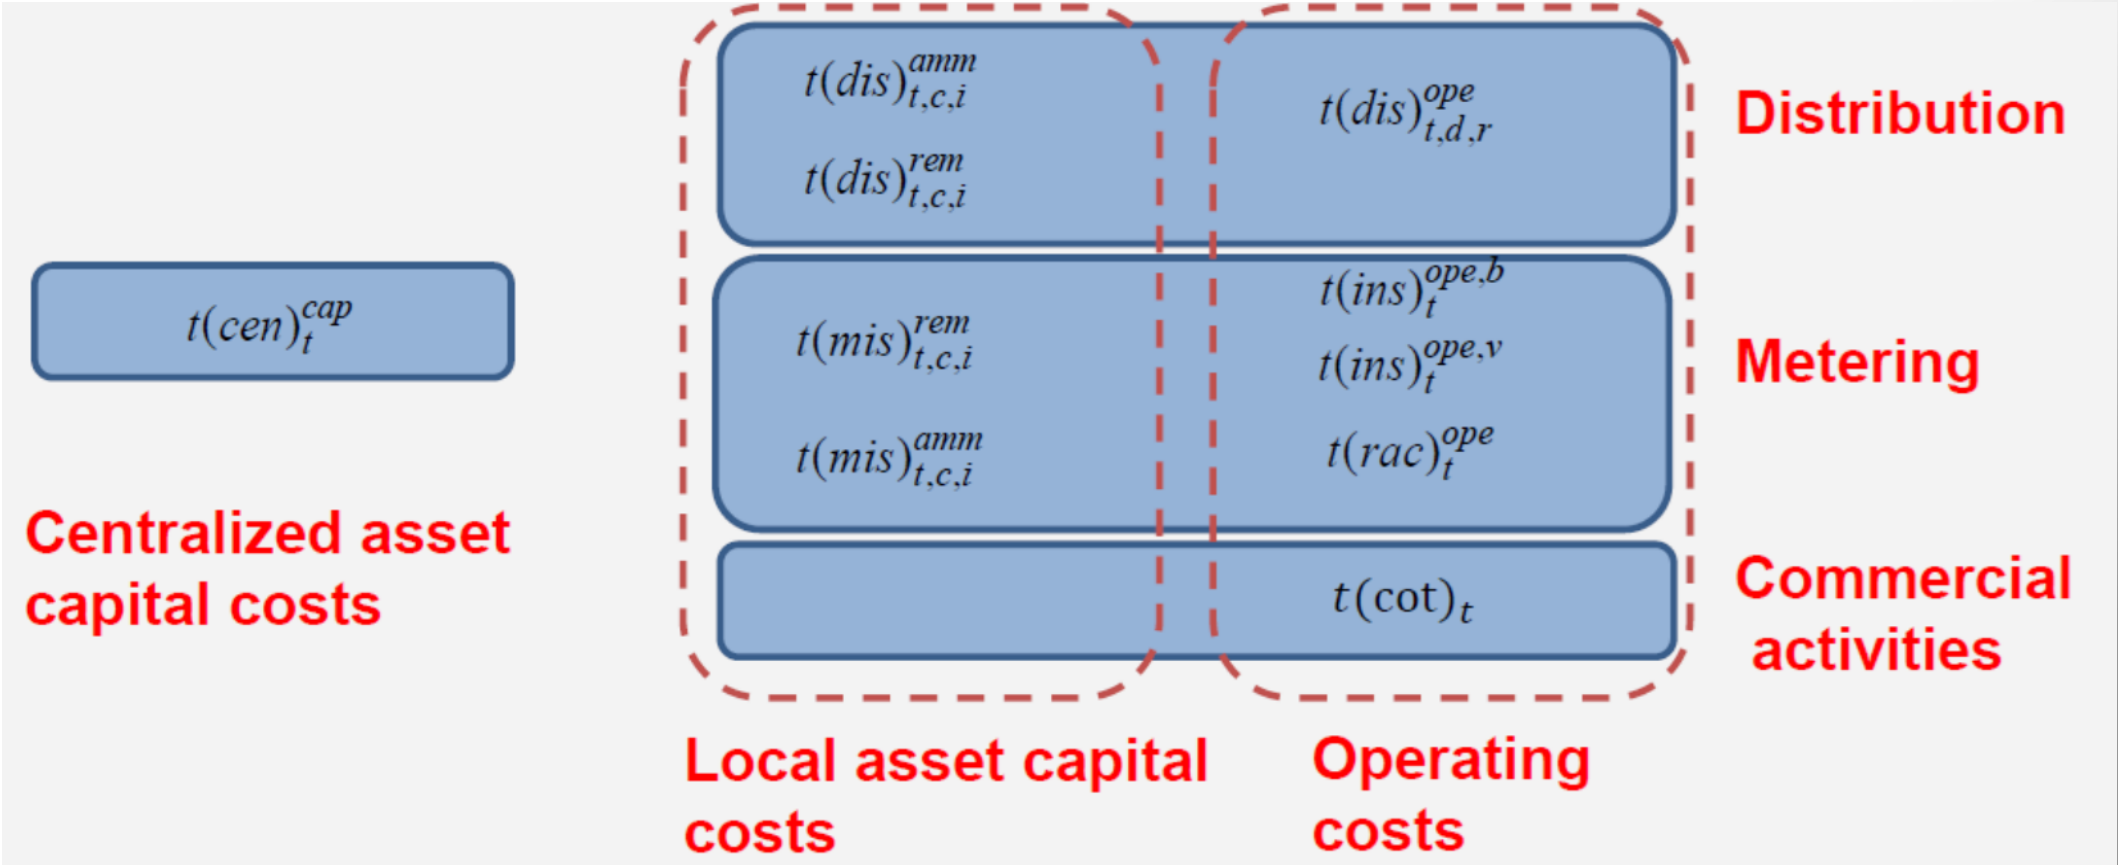 t(dis)^{amm}_{t,c,i}
t(dis)^{rem}_{t,c,i}
t(dis)^{ope}_{t,d,r}
Distribution
t(cen)^{cap}_{t}
t(mis)^{rem}_{t,c,i}
t(mis)^{amm}_{t,c,i}
t(ins)^{ope,b}_{t}
t(ins)^{ope,v}_{t}
t(rac)^{ope}_{t}
Metering
Centralized asset
capital costs
t(cot)_{t}
Commercial
activities
Local asset capital
costs
Operating
costs